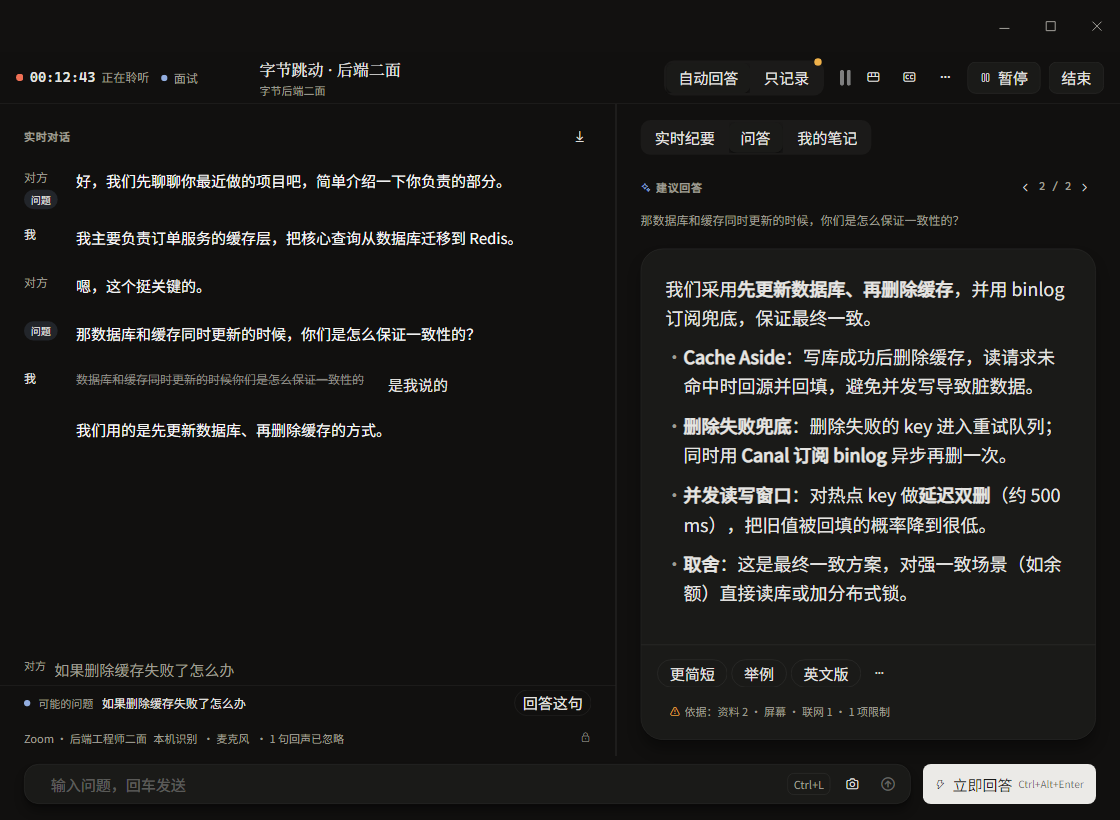 00:12:43 正在聆听 面试
字节跳动 · 后端二面
字节后端二面
自动回答 只记录
CC
··· 暂停 结束
实时对话
对方 好，我们先聊聊你最近做的项目吧，简单介绍一下你负责的部分。
问题
我 我主要负责订单服务的缓存层，把核心查询从数据库迁移到 Redis。
对方 嗯，这个挺关键的。
问题 那数据库和缓存同时更新的时候，你们是怎么保证一致性的？
我 数据库和缓存同时更新的时候你们是怎么保证一致性的 是我说的
我们用的是先更新数据库、再删除缓存的方式。
对方 如果删除缓存失败了怎么办
可能的问题 如果删除缓存失败了怎么办 回答这句
Zoom · 后端工程师二面 本机识别 · 麦克风 · 1 句回声已忽略
实时纪要 问答 我的笔记
建议回答 2 / 2
那数据库和缓存同时更新的时候，你们是怎么保证一致性的？
我们采用先更新数据库、再删除缓存，并用 binlog
订阅兜底，保证最终一致。
· Cache Aside：写库成功后删除缓存，读请求未
命中时回源并回填，避免并发写导致脏数据。
· 删除失败兜底：删除失败的 key 进入重试队列；
同时用 Canal 订阅 binlog 异步再删一次。
· 并发读写窗口：对热点 key 做延迟双删（约 500
ms），把旧值被回填的概率降到很低。
· 取舍：这是最终一致方案，对强一致场景（如余
额）直接读库或加分布式锁。
更简短 举例 英文版 ···
依据：资料 2 · 屏幕 · 联网 1 · 1 项限制
输入问题，回车发送 Ctrl+L
立即回答 Ctrl+Alt+Enter